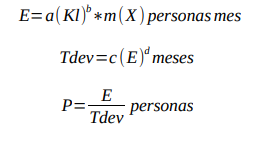 E=a(Kl)^b*m(X) personas mes
Tdev=c(E)^d meses
P=E/Tdev personas